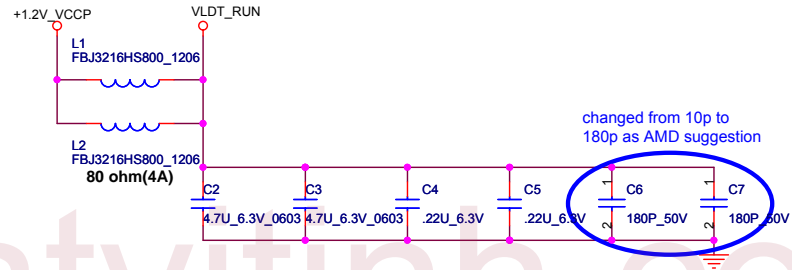 +1.2V_VCCP
VLDT_RUN
L1
FBJ3216HS800_1206
L2
FBJ3216HS800_1206
80 ohm(4A)
changed from 10p to
180p as AMD suggestion
C2
4.7U_6.3V_0603
C3
4.7U_6.3V_0603
C4
.22U_6.3V
C5
.22U_6.3V
1
C6
2
180P_50V
1
C7
2
180P_50V